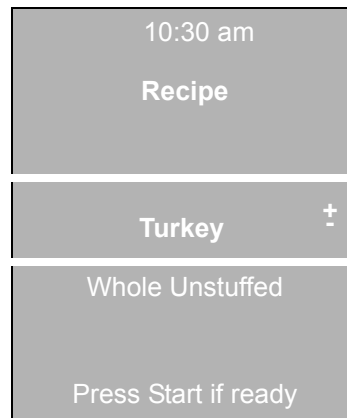 10:30 am
Recipe
Turkey +
-
Whole Unstuffed
Press Start if ready